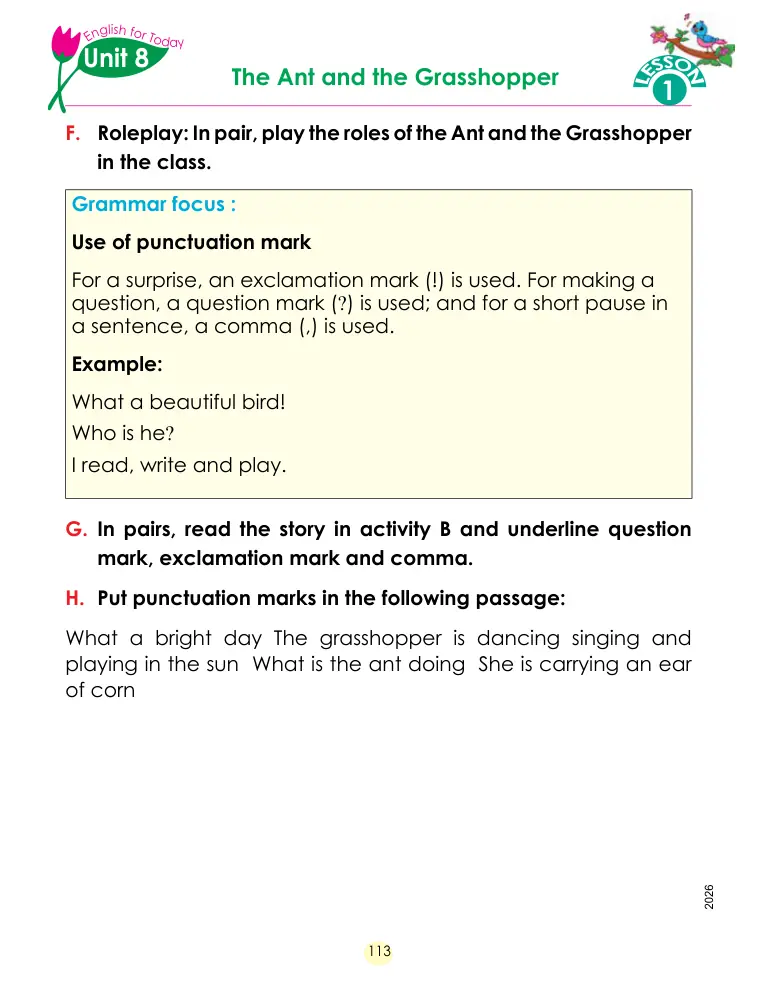 English for Today
Unit 8
The Ant and the Grasshopper
LESSON
1
F. Roleplay: In pair, play the roles of the Ant and the Grasshopper
in the class.
Grammar focus :
Use of punctuation mark
For a surprise, an exclamation mark (!) is used. For making a
question, a question mark (?) is used; and for a short pause in
a sentence, a comma (,) is used.
Example:
What a beautiful bird!
Who is he?
I read, write and play.
G. In pairs, read the story in activity B and underline question
mark, exclamation mark and comma.
H. Put punctuation marks in the following passage:
What a bright day The grasshopper is dancing singing and
playing in the sun  What is the ant doing  She is carrying an ear
of corn
2026
113